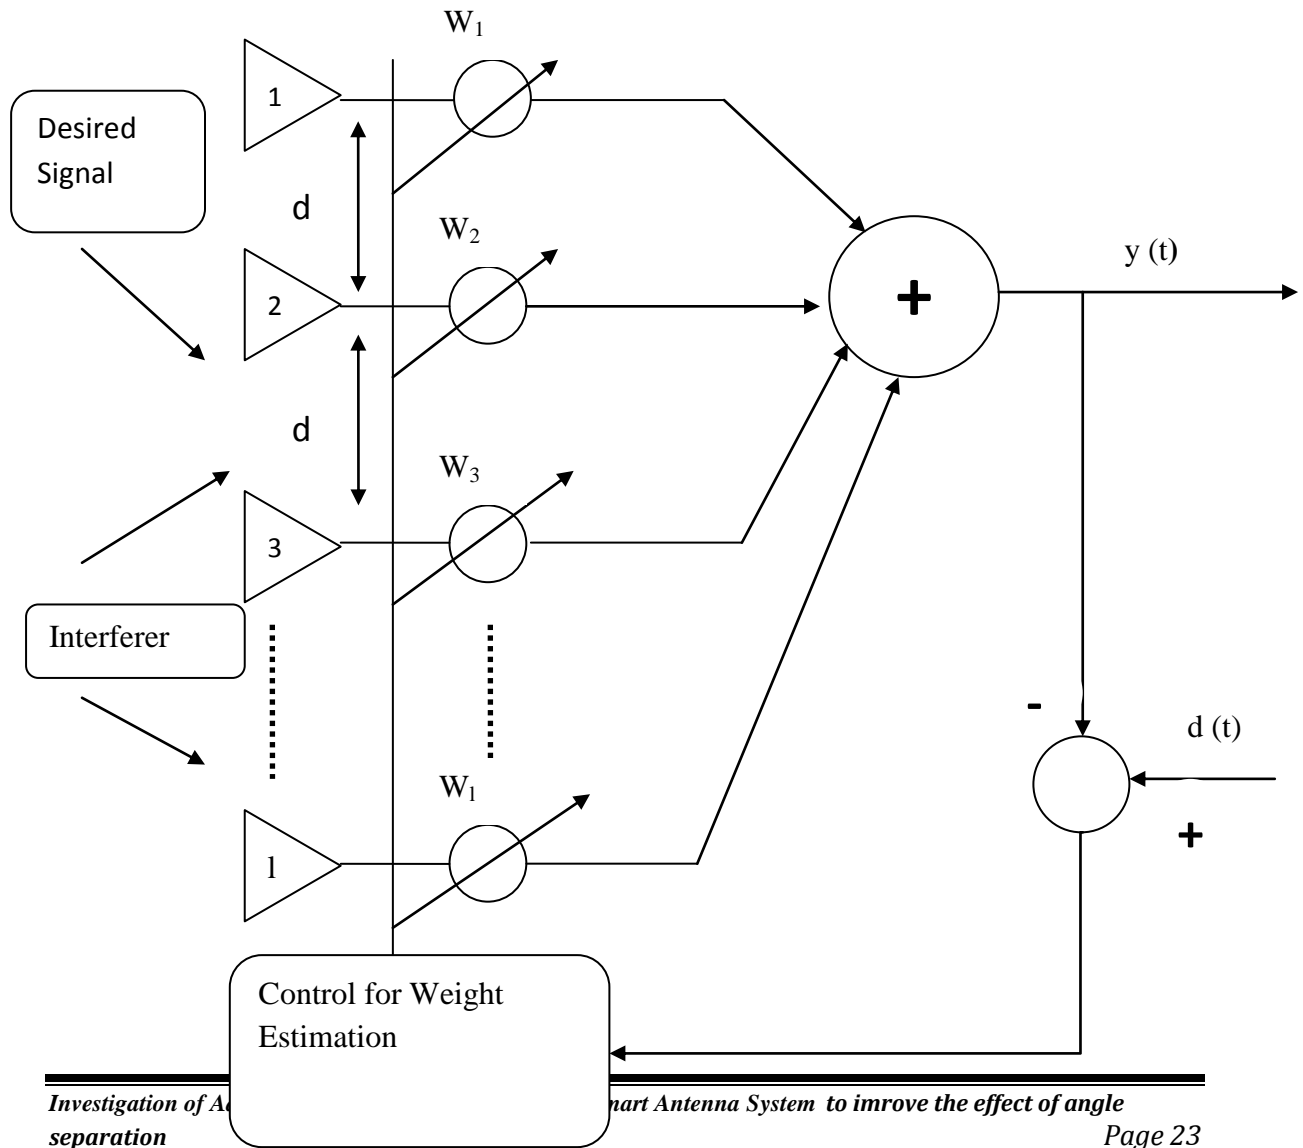 W1
1
Desired
Signal
d
W2
y (t)
2
+
d
W3
3
Interferer
-
d (t)
+
Wl
l
Control for Weight
Estimation
Investigation of A mart Antenna System to imrove the effect of angle
separation Page 23